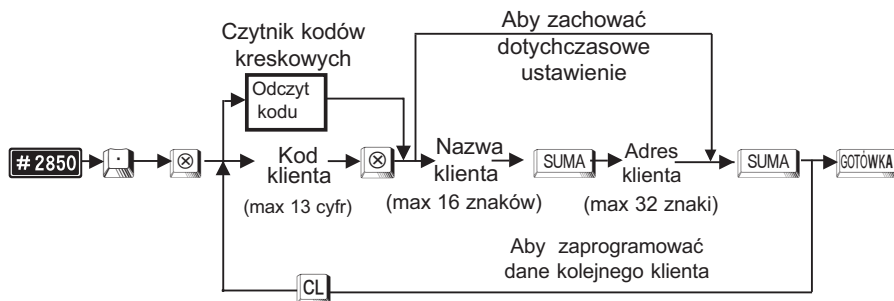 Czytnik kodów
kreskowych
Aby zachować
dotychczasowe
ustawienie
Odczyt
kodu
#2850
·
⊗
Kod
klienta
(max 13 cyfr)
⊗
Nazwa
klienta
(max 16 znaków)
SUMA
Adres
klienta
(max 32 znaki)
SUMA
GOTÓWKA
Aby zaprogramować
dane kolejnego klienta
CL